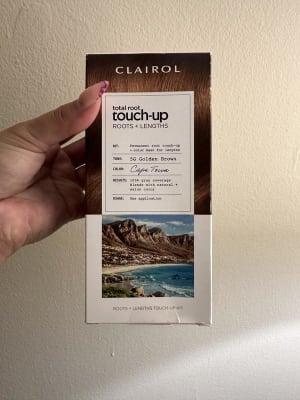 CLAIROL
total root
touch-up
ROOTS + LENGTHS
KIT: Permanent root touch-up
+ color mask for lengths
TONE: 5G Golden Brown
COLOR: Cape Town
RESULTS: 100% gray coverage
Blends with natural +
salon color
USAGE: One application
ROOTS + LENGTHS TOUCH-UP KIT